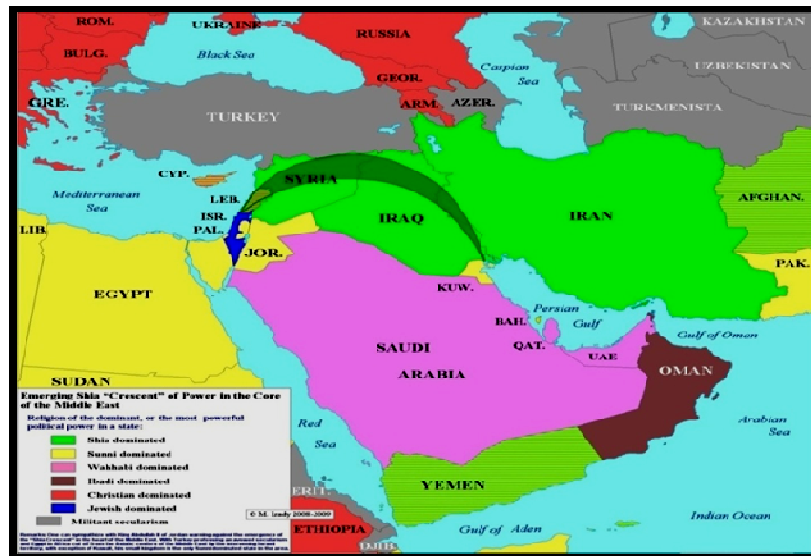 ROM.
UKRAINE
RUSSIA
KAZAKHSTAN
BULG.
Black Sea
Caspian
Sea
UZBEKISTAN
GEOR.
GRE.
ARM.
AZER.
TURKMENISTA
TURKEY
CYP.
SYRIA
Mediterranean
Sea
LEB.
AFGHAN.
ISR.
IRAQ
IRAN
LIB.
PAL.
JOR.
PAK.
EGYPT
KUW.
Persian
Gulf
BAH.
Gulf of Oman
QAT.
SAUDI
ARABIA
UAE
OMAN
SUDAN
Emerging Shia "Crescent" of Power in the Core
of the Middle East
Religion of the dominant, or the most powerful
political power in a state:
Shia dominated
Sunni dominated
Wahhabi dominated
Ibadi dominated
Christian dominated
Jewish dominated
Militant secularism
© M. Izady 2008-2009
Red
Sea
Arabian
Sea
YEMEN
ERIT.
ETHIOPIA
DJIB.
Gulf of Aden
Indian Ocean